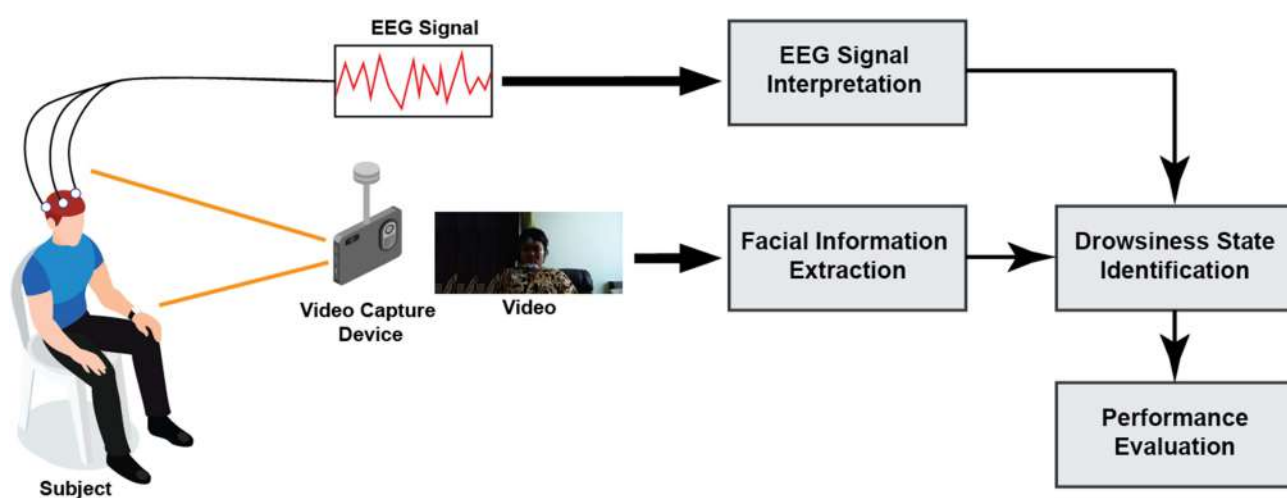 EEG Signal
EEG Signal
Interpretation
Video Capture
Device
Video
Facial Information
Extraction
Drowsiness State
Identification
Performance
Evaluation
Subject